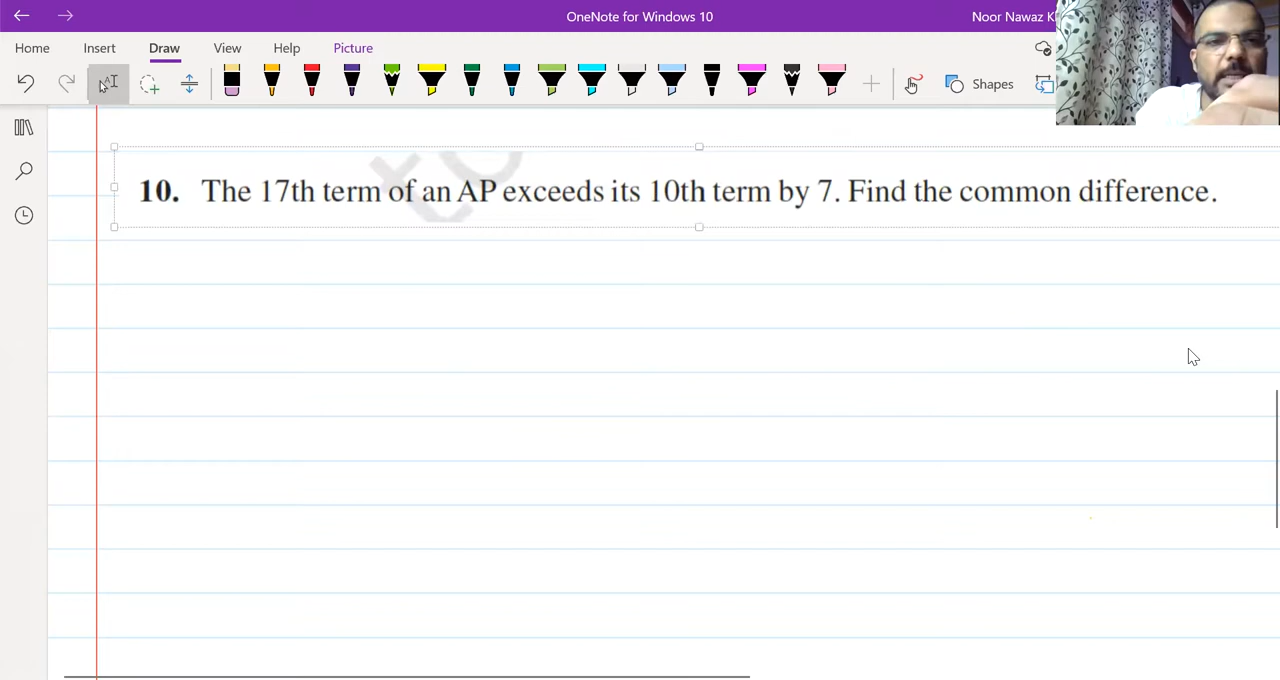 OneNote for Windows 10
Noor Nawaz K
Home Insert Draw View Help Picture
Shapes
10. The 17th term of an AP exceeds its 10th term by 7. Find the common difference.